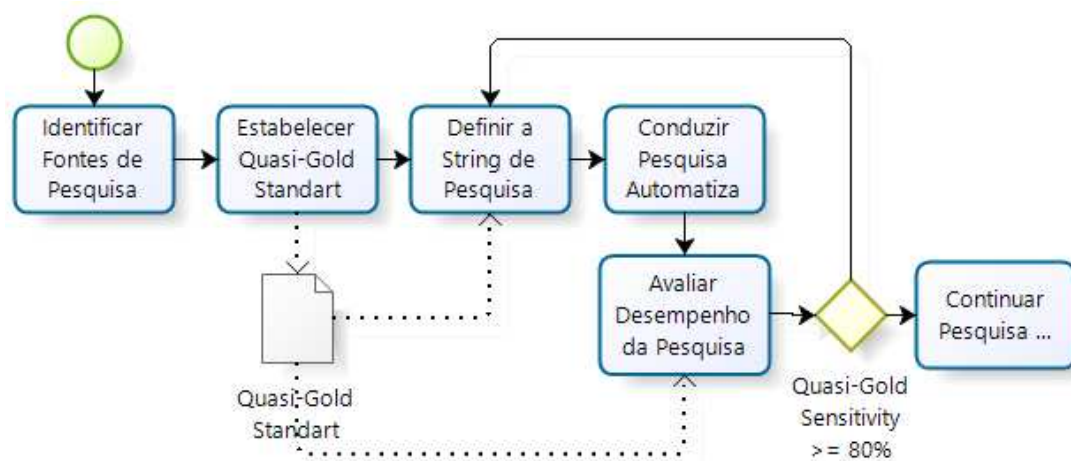 Identificar
Fontes de
Pesquisa
Estabelecer
Quasi-Gold
Standart
Definir a
String de
Pesquisa
Conduzir
Pesquisa
Automatiza
Avaliar
Desempenho
da Pesquisa
Continuar
Pesquisa ...
Quasi-Gold
Standart
Quasi-Gold
Sensitivity
>= 80%